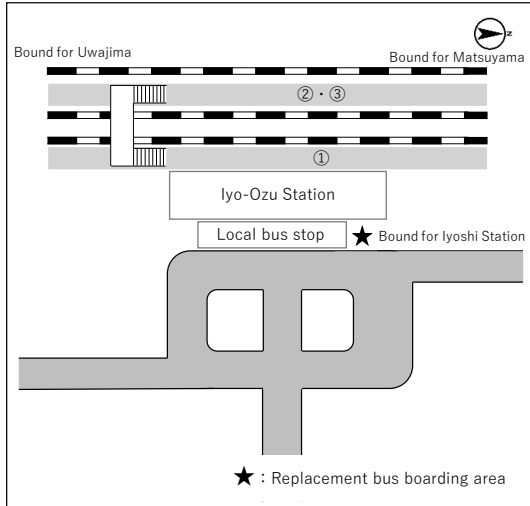 N
Bound for Uwajima
Bound for Matsuyama
②・③
①
Iyo-Ozu Station
Local bus stop
★ Bound for Iyoshi Station
★：Replacement bus boarding area